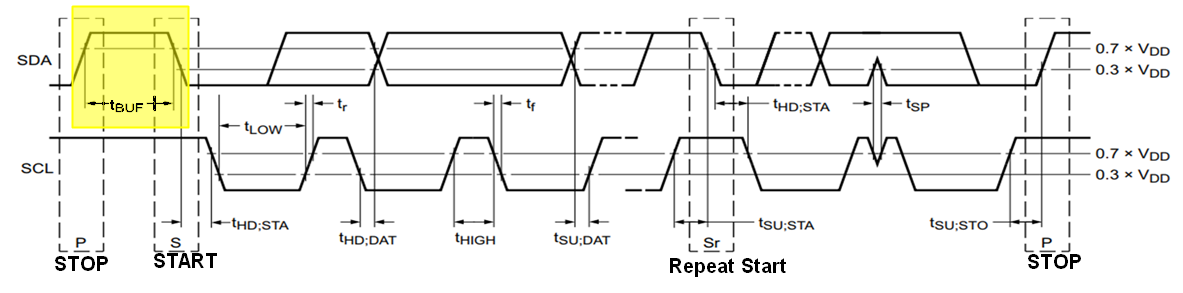 SDA
0.7 × VDD
0.3 × VDD
tBUF
tr
tf
tHD;STA
tSP
tLOW
SCL
0.7 × VDD
0.3 × VDD
tHD;STA
tHD;DAT
tHIGH
tSU;DAT
tSU;STA
tSU;STO
P
S
Sr
P
STOP
START
Repeat Start
STOP